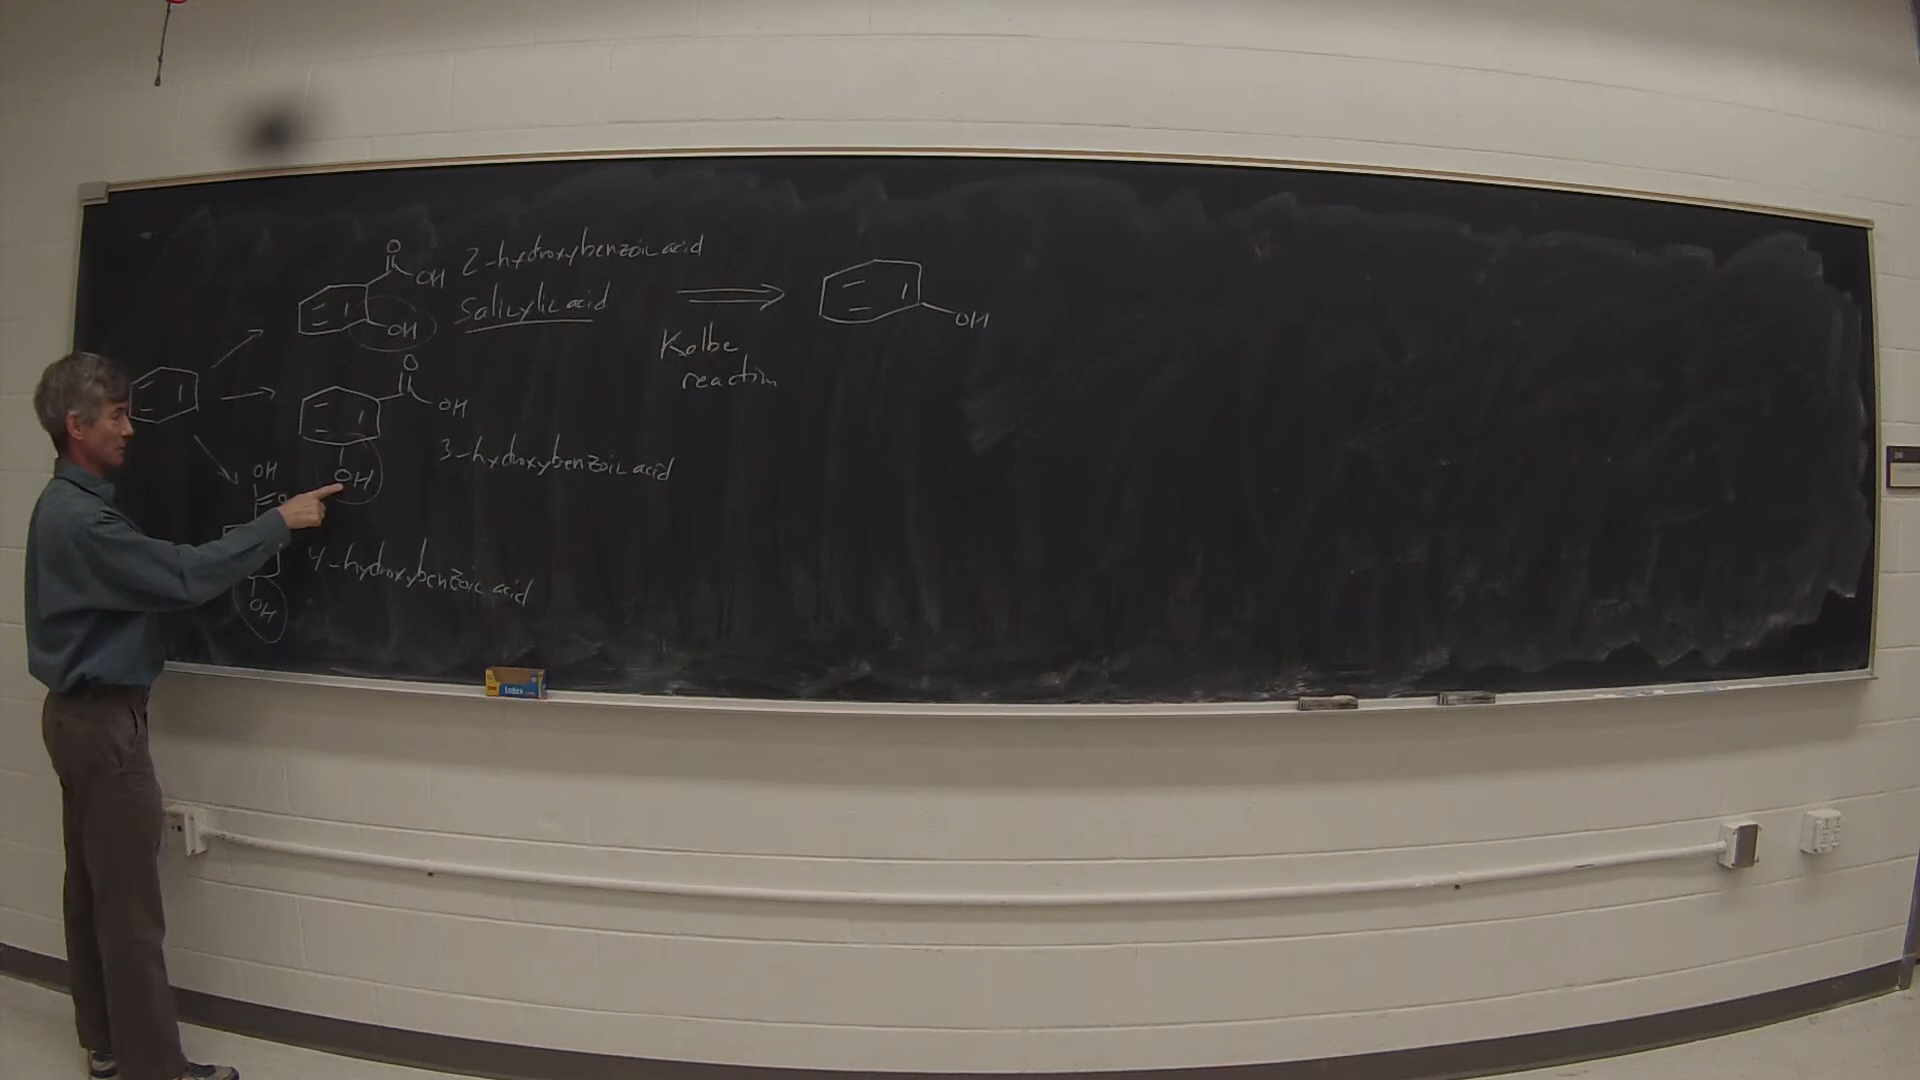 O
OH
2-hydroxybenzoic acid
Salicylic acid
OH
OH
Kolbe
reaction
O
OH
3-hydroxybenzoic acid
OH
OH
O
4-hydroxybenzoic acid
OH